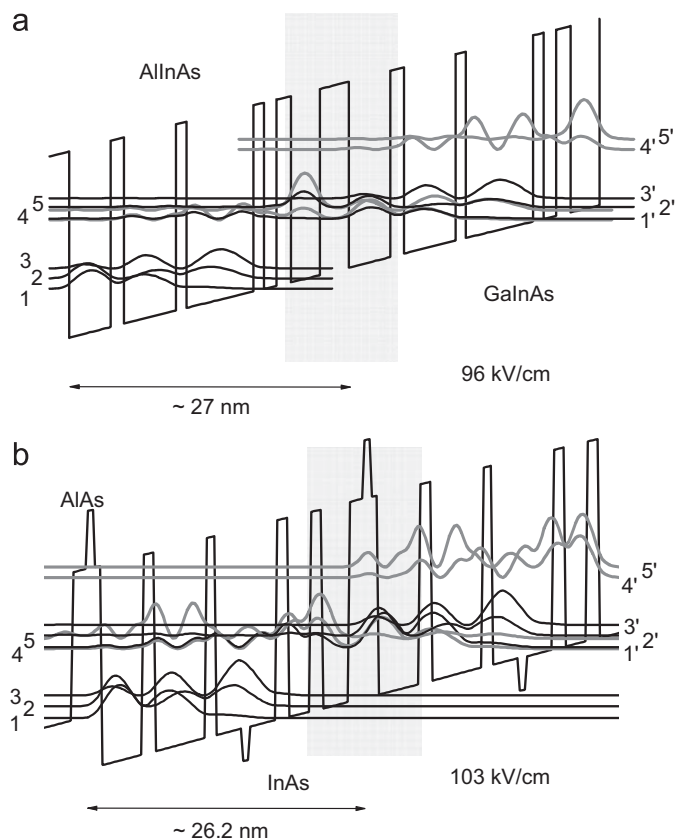 a
AlInAs
4' 5'
3'
4 5
1' 2'
3
2
1
GaInAs
96 kV/cm
~ 27 nm
b
AlAs
4' 5'
3'
4 5
1' 2'
3 2
1
InAs
103 kV/cm
~ 26.2 nm